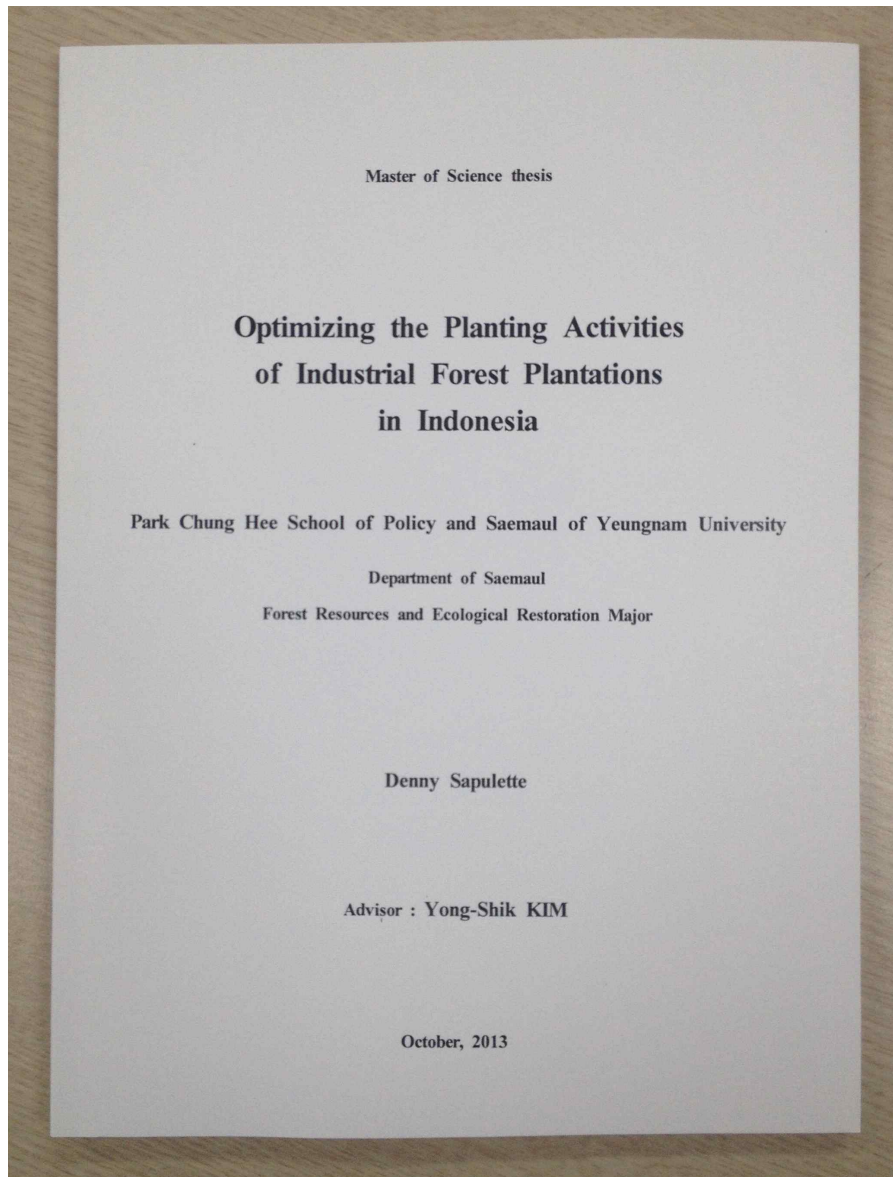 Master of Science thesis
Optimizing the Planting Activities
of Industrial Forest Plantations
in Indonesia
Park Chung Hee School of Policy and Saemaul of Yeungnam University
Department of Saemaul
Forest Resources and Ecological Restoration Major
Denny Sapulette
Advisor : Yong-Shik KIM
October, 2013